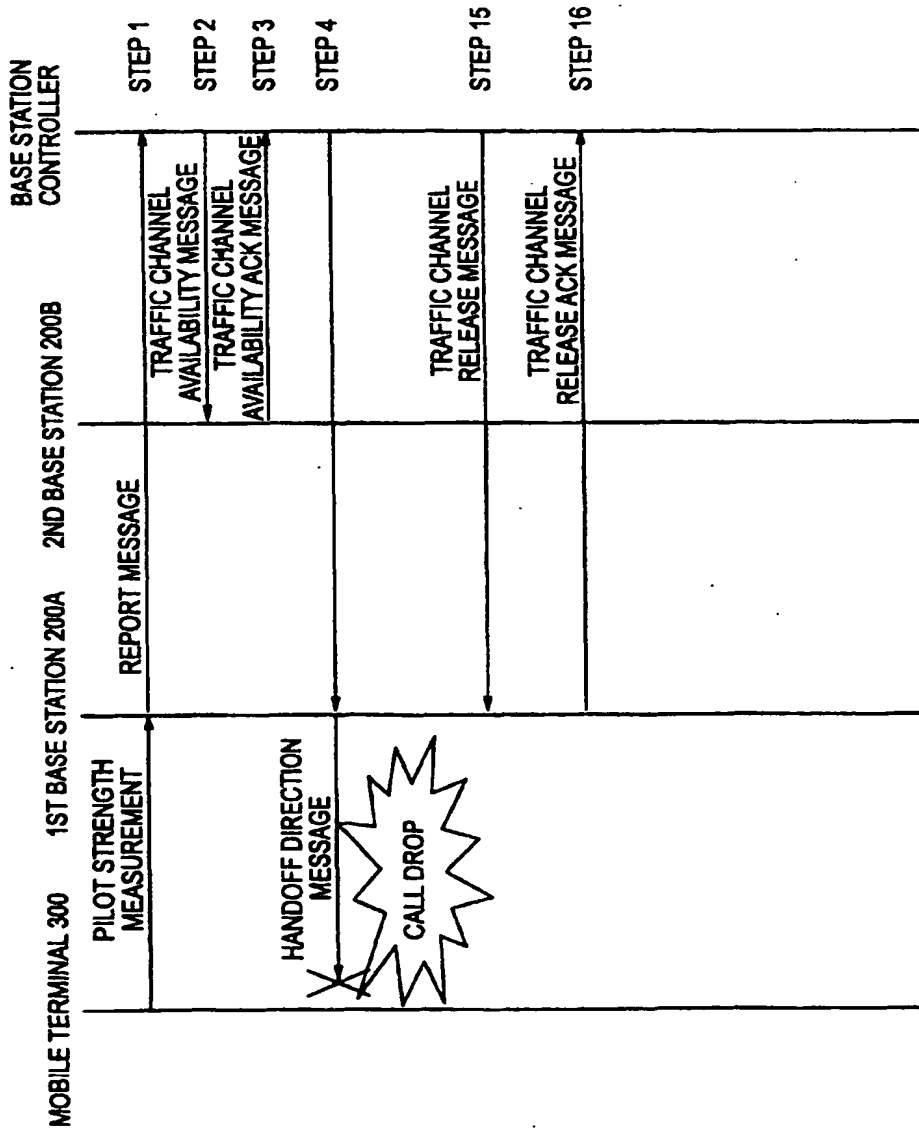 MOBILE TERMINAL 300
1ST BASE STATION 200A
2ND BASE STATION 200B
BASE STATION
CONTROLLER
PILOT STRENGTH
MEASUREMENT
REPORT MESSAGE
STEP 1
TRAFFIC CHANNEL
AVAILABILITY MESSAGE
STEP 2
TRAFFIC CHANNEL
AVAILABILITY ACK MESSAGE
STEP 3
HANDOFF DIRECTION
MESSAGE
STEP 4
CALL DROP
TRAFFIC CHANNEL
RELEASE MESSAGE
STEP 15
TRAFFIC CHANNEL
RELEASE ACK MESSAGE
STEP 16